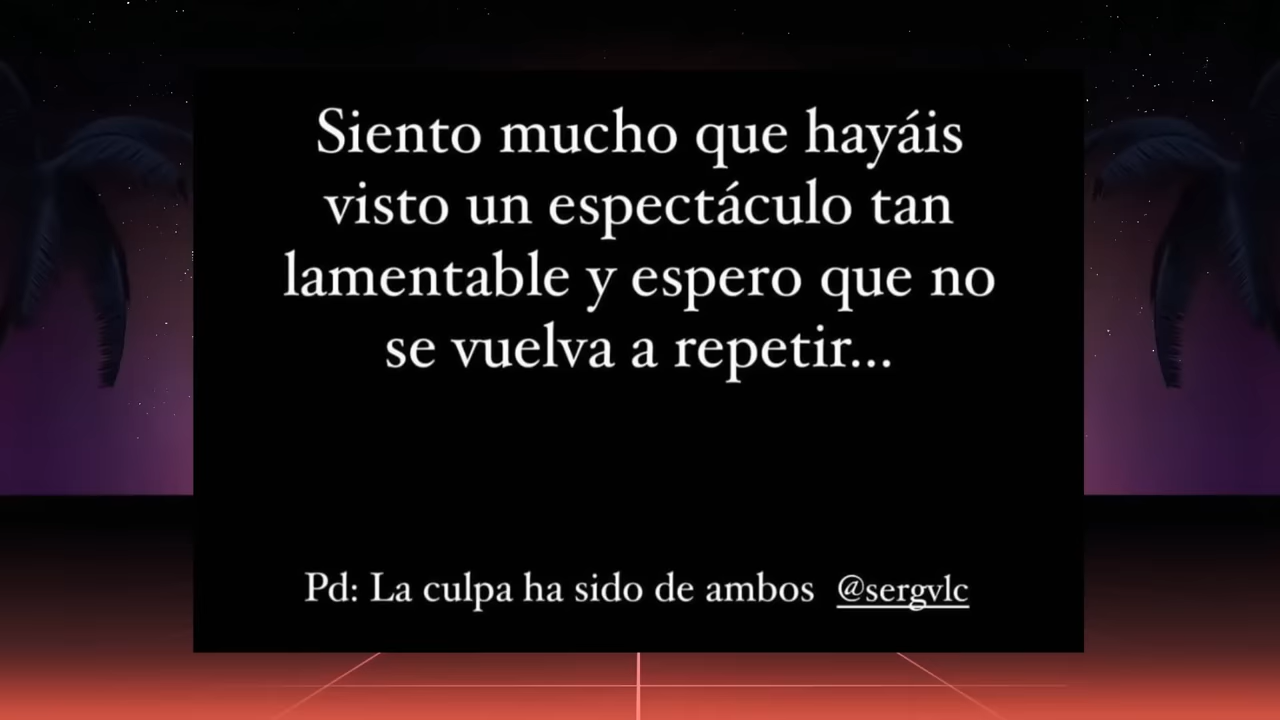 Siento mucho que hayáis
visto un espectáculo tan
lamentable y espero que no
se vuelva a repetir...
Pd: La culpa ha sido de ambos @sergvlc